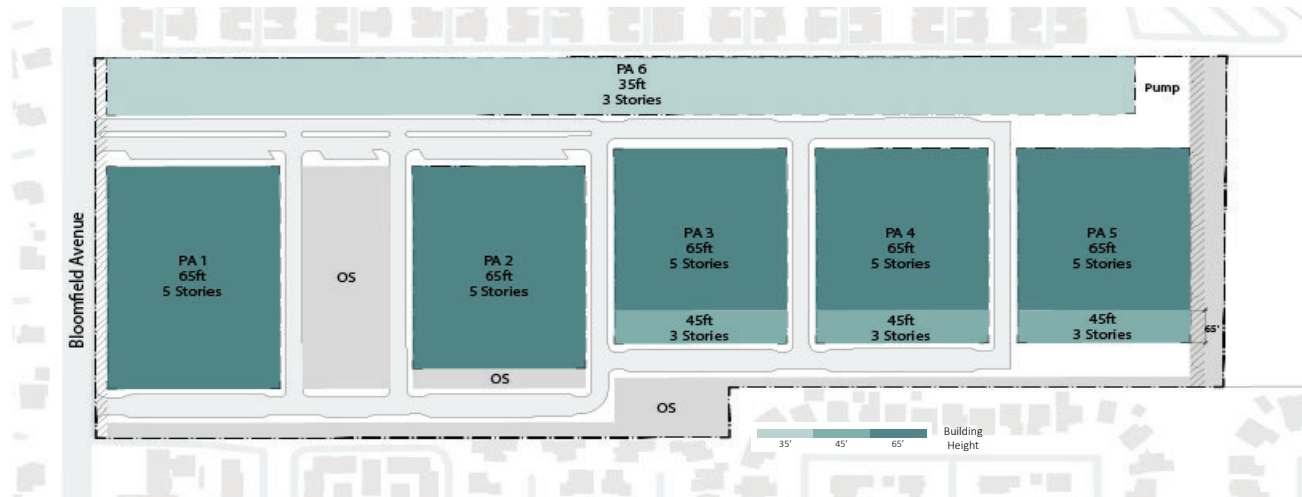 PA 6
35ft
3 Stories
Pump
Bloomfield Avenue
PA 1
65ft
5 Stories
OS
PA 2
65ft
5 Stories
OS
PA 3
65ft
5 Stories
45ft
3 Stories
PA 4
65ft
5 Stories
45ft
3 Stories
PA 5
65ft
5 Stories
45ft
3 Stories
65'
OS
35'
45'
65'
Building
Height